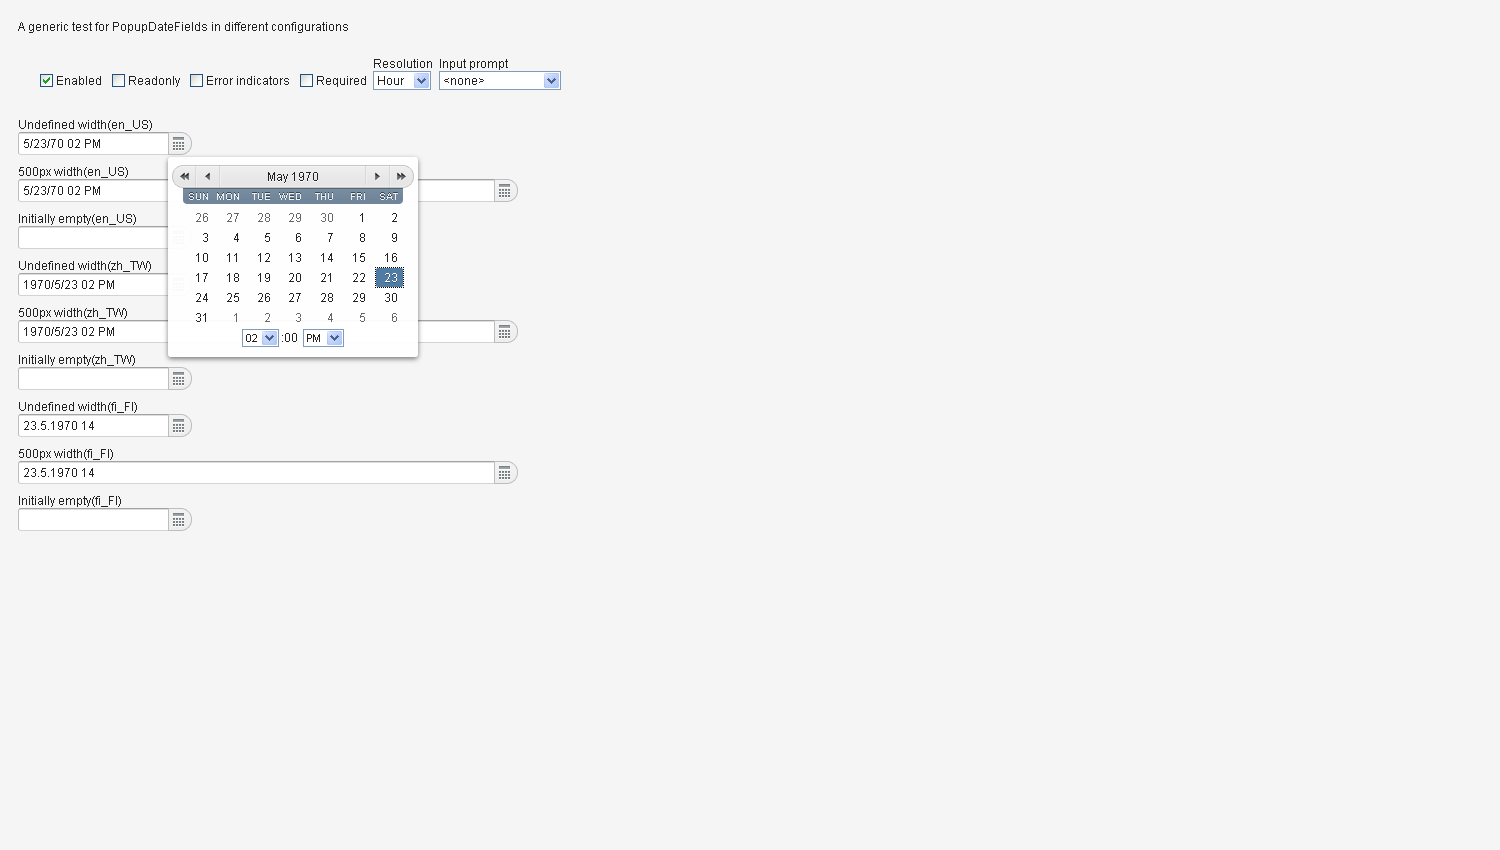 A generic test for PopupDateFields in different configurations
Resolution Input prompt
Enabled Readonly Error indicators Required Hour <none>
Undefined width(en_US)
5/23/70 02 PM
500px width(en_US)
5/23/70 02 PM
Initially empty(en_US)
Undefined width(zh_TW)
1970/5/23 02 PM
500px width(zh_TW)
1970/5/23 02 PM
Initially empty(zh_TW)
Undefined width(fi_FI)
23.5.1970 14
500px width(fi_FI)
23.5.1970 14
Initially empty(fi_FI)
May 1970
SUN MON TUE WED THU FRI SAT
26 27 28 29 30 1 2
3 4 5 6 7 8 9
10 11 12 13 14 15 16
17 18 19 20 21 22 23
24 25 26 27 28 29 30
31 1 2 3 4 5 6
02 :00 PM